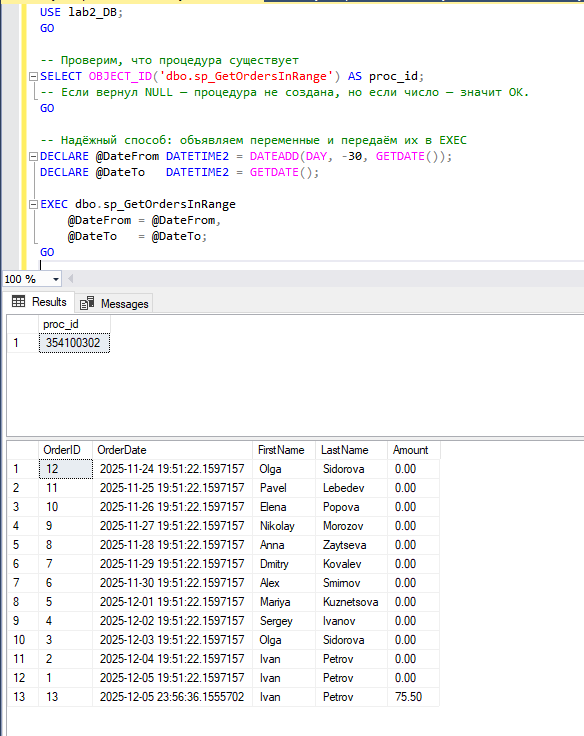 USE lab2_DB;
GO
-- Проверим, что процедура существует
SELECT OBJECT_ID('dbo.sp_GetOrdersInRange') AS proc_id;
-- Если вернул NULL — процедура не создана, но если число — значит OK.
GO
-- Надёжный способ: объявляем переменные и передаём их в EXEC
DECLARE @DateFrom DATETIME2 = DATEADD(DAY, -30, GETDATE());
DECLARE @DateTo   DATETIME2 = GETDATE();
EXEC dbo.sp_GetOrdersInRange
    @DateFrom = @DateFrom,
    @DateTo   = @DateTo;
GO
100 %
Results Messages
proc_id
1 354100302
OrderID OrderDate FirstName LastName Amount
1 12 2025-11-24 19:51:22.1597157 Olga Sidorova 0.00
2 11 2025-11-25 19:51:22.1597157 Pavel Lebedev 0.00
3 10 2025-11-26 19:51:22.1597157 Elena Popova 0.00
4 9 2025-11-27 19:51:22.1597157 Nikolay Morozov 0.00
5 8 2025-11-28 19:51:22.1597157 Anna Zaytseva 0.00
6 7 2025-11-29 19:51:22.1597157 Dmitry Kovalev 0.00
7 6 2025-11-30 19:51:22.1597157 Alex Smirnov 0.00
8 5 2025-12-01 19:51:22.1597157 Mariya Kuznetsova 0.00
9 4 2025-12-02 19:51:22.1597157 Sergey Ivanov 0.00
10 3 2025-12-03 19:51:22.1597157 Olga Sidorova 0.00
11 2 2025-12-04 19:51:22.1597157 Ivan Petrov 0.00
12 1 2025-12-05 19:51:22.1597157 Ivan Petrov 0.00
13 13 2025-12-05 23:56:36.1555702 Ivan Petrov 75.50